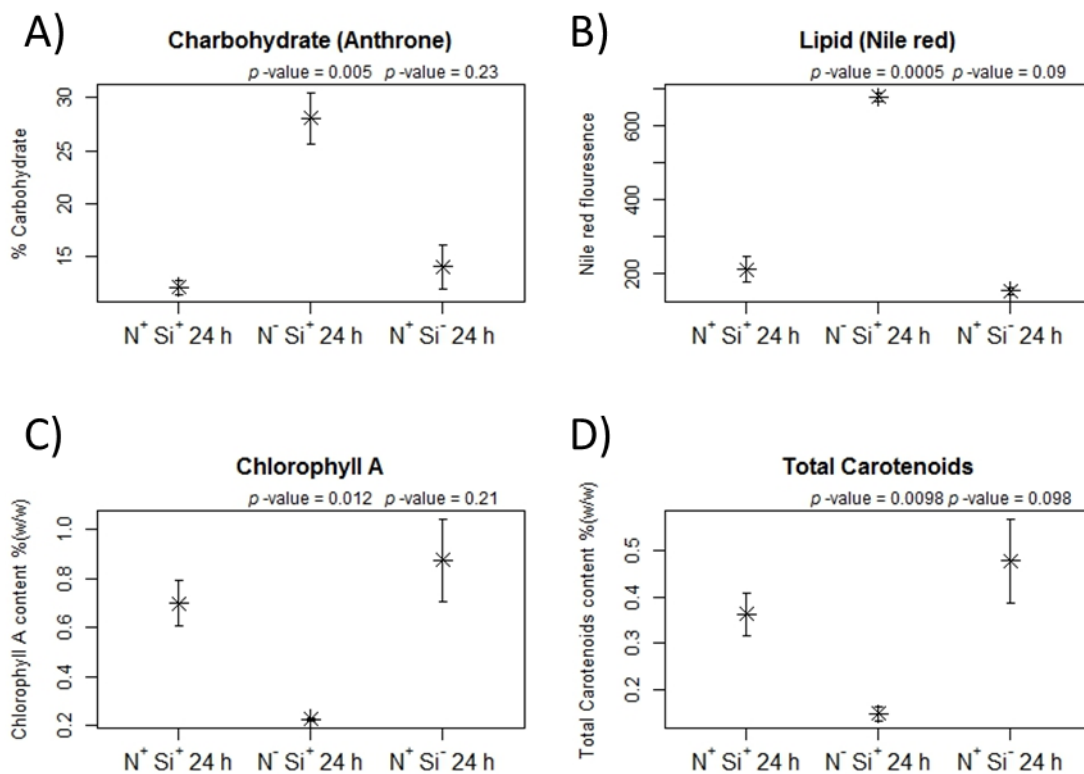 A)
Charbohydrate (Anthrone)
p -value = 0.005 p -value = 0.23
% Carbohydrate
30
25
20
15
N⁺ Si⁺ 24 h N⁻ Si⁺ 24 h N⁺ Si⁻ 24 h
B)
Lipid (Nile red)
p -value = 0.0005 p -value = 0.09
Nile red flouresence
600
400
200
N⁺ Si⁺ 24 h N⁻ Si⁺ 24 h N⁺ Si⁻ 24 h
C)
Chlorophyll A
p -value = 0.012 p -value = 0.21
Chlorophyll A content %(w/w)
1.0
0.8
0.6
0.4
0.2
N⁺ Si⁺ 24 h N⁻ Si⁺ 24 h N⁺ Si⁻ 24 h
D)
Total Carotenoids
p -value = 0.0098 p -value = 0.098
Total Carotenoids content %(w/w)
0.5
0.4
0.3
0.2
N⁺ Si⁺ 24 h N⁻ Si⁺ 24 h N⁺ Si⁻ 24 h